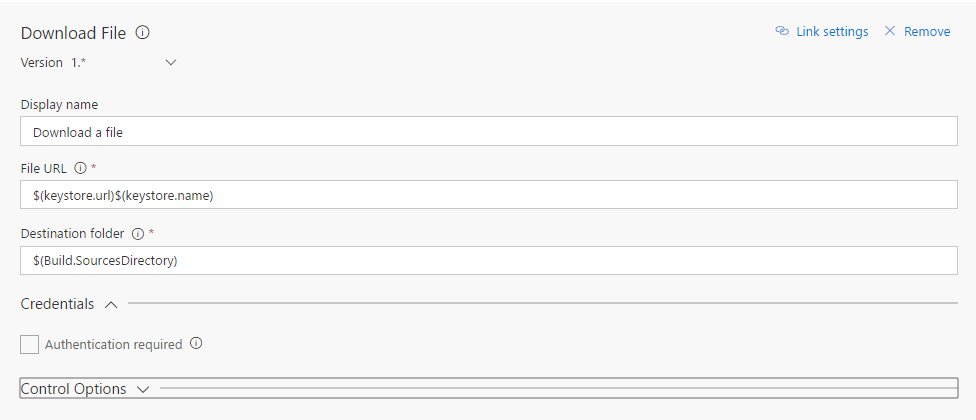 Download File
Link settings
Remove
Version 1.*
Display name
Download a file
File URL *
$(keystore.url)$(keystore.name)
Destination folder *
$(Build.SourcesDirectory)
Credentials
Authentication required
Control Options